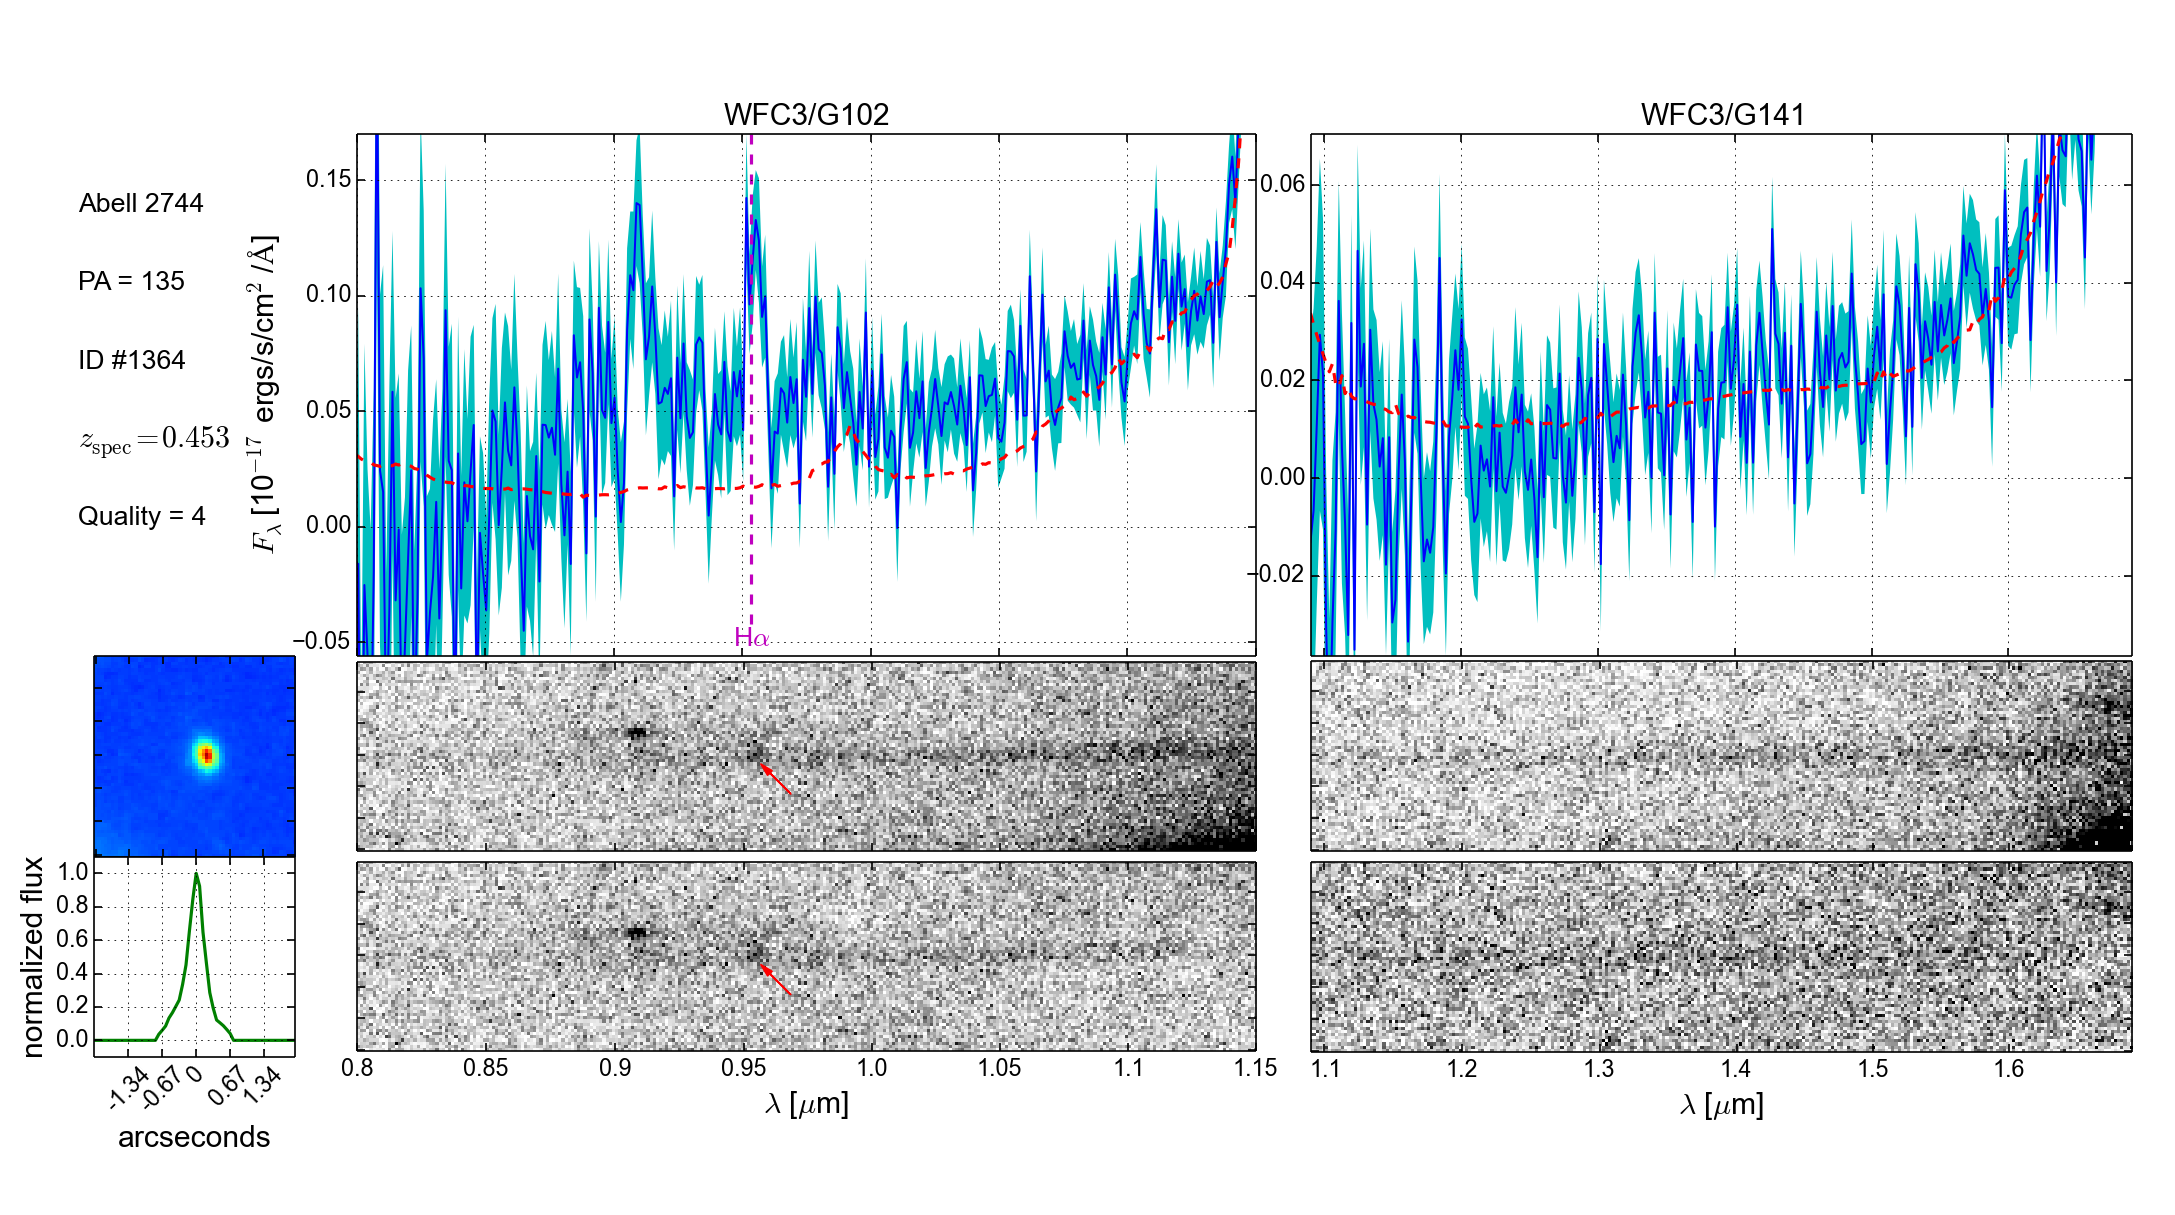 WFC3/G102
WFC3/G141
Abell 2744
PA = 135
ID #1364
z_spec = 0.453
Quality = 4
F_λ [10^−17 ergs/s/cm^2 /Å]
0.15
0.10
0.05
0.00
−0.05
Hα
0.06
0.04
0.02
0.00
−0.02
normalized flux
1.0
0.8
0.6
0.4
0.2
0.0
-1.34 -0.67 0 0.67 1.34
arcseconds
0.8 0.85 0.9 0.95 1.0 1.05 1.1 1.15
λ [μm]
1.1 1.2 1.3 1.4 1.5 1.6
λ [μm]